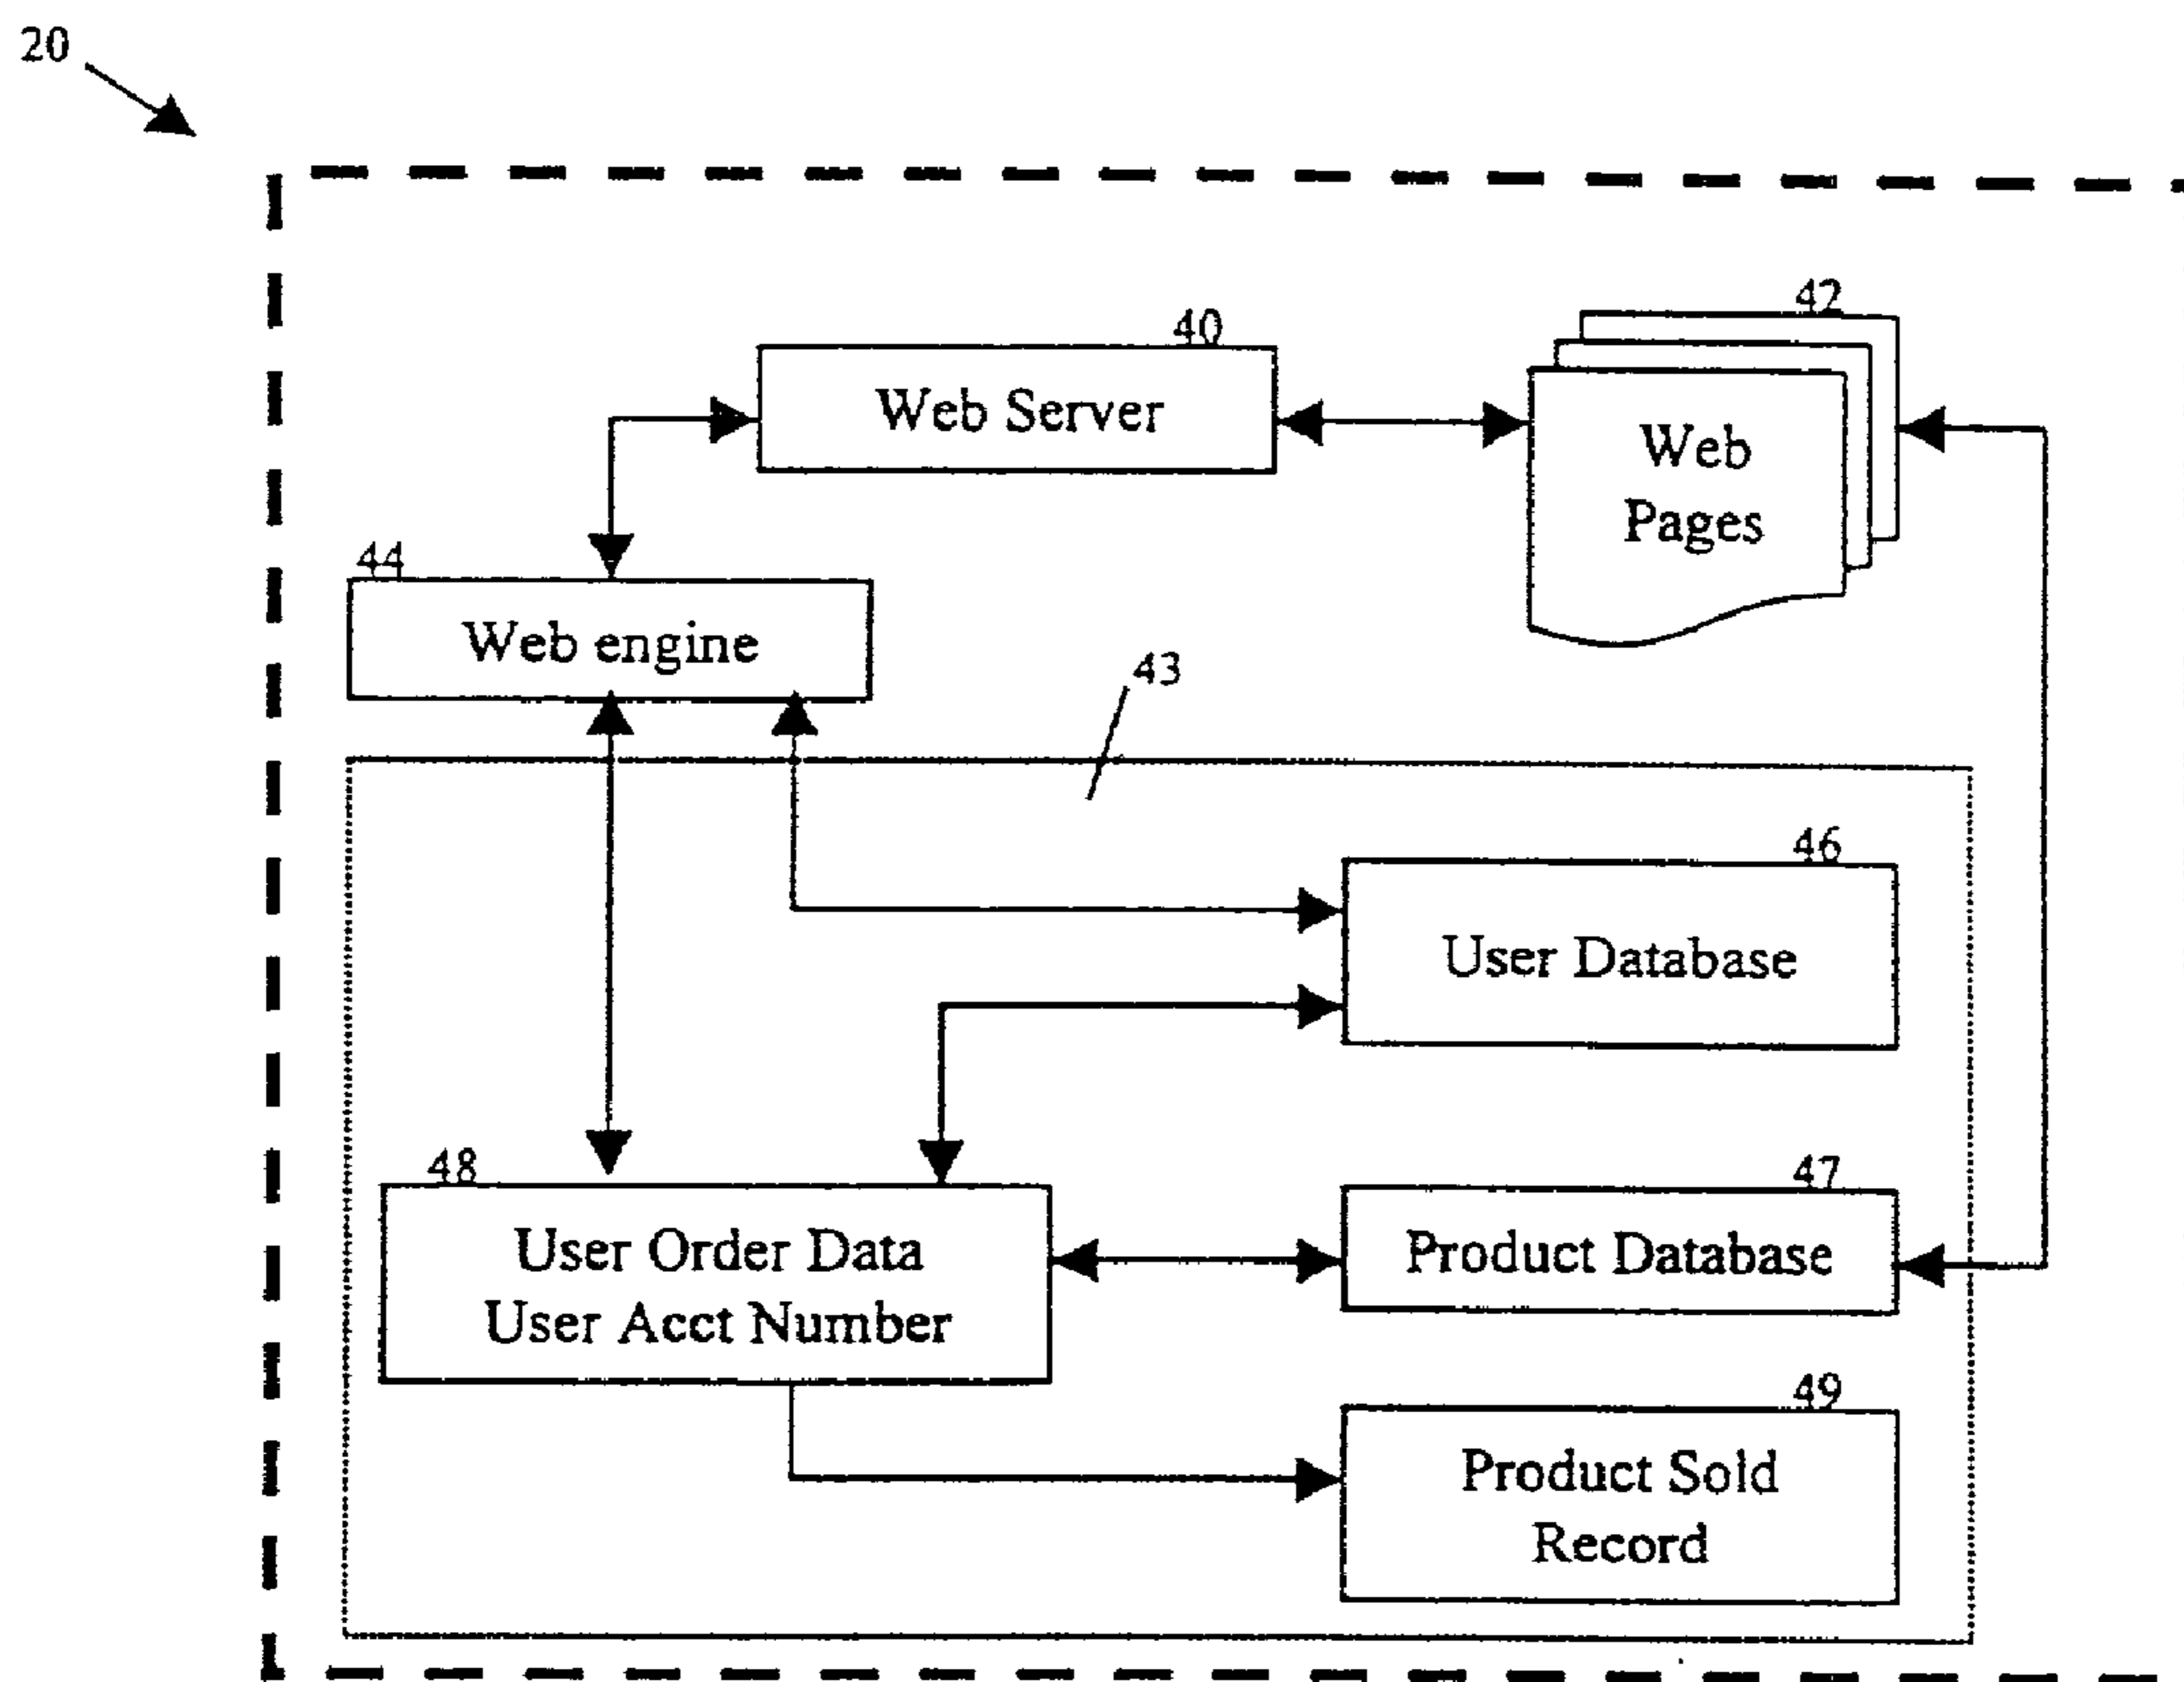 20
42
40
Web Server
Web
Pages
44
Web engine
43
46
User Database
48
47
User Order Data
User Acct Number
Product Database
49
Product Sold
Record